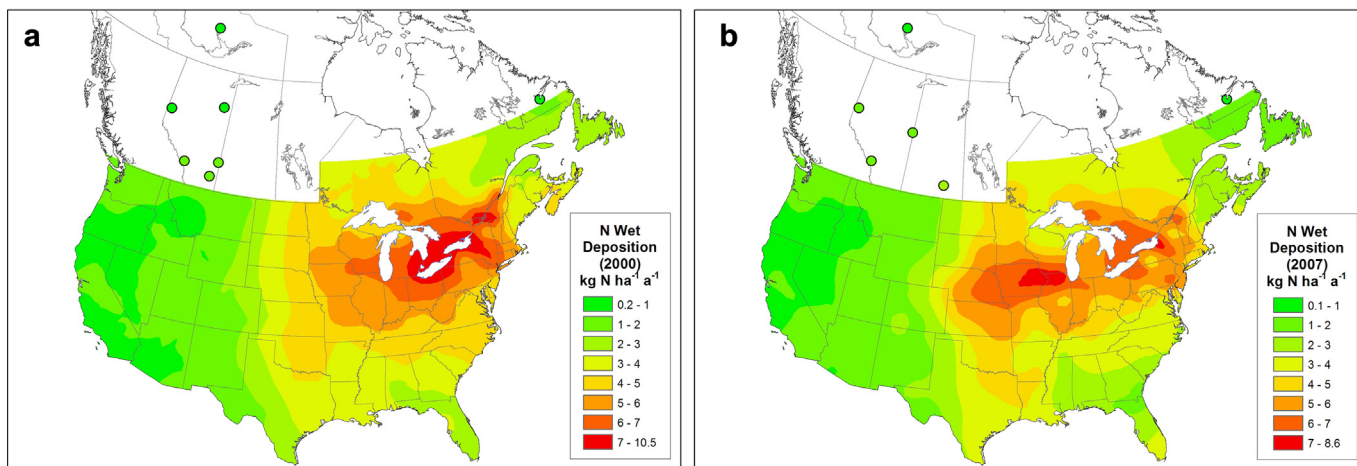 a
N Wet
Deposition
(2000)
kg N ha⁻¹ a⁻¹
0.2 - 1
1 - 2
2 - 3
3 - 4
4 - 5
5 - 6
6 - 7
7 - 10.5
b
N Wet
Deposition
(2007)
kg N ha⁻¹ a⁻¹
0.1 - 1
1 - 2
2 - 3
3 - 4
4 - 5
5 - 6
6 - 7
7 - 8.6